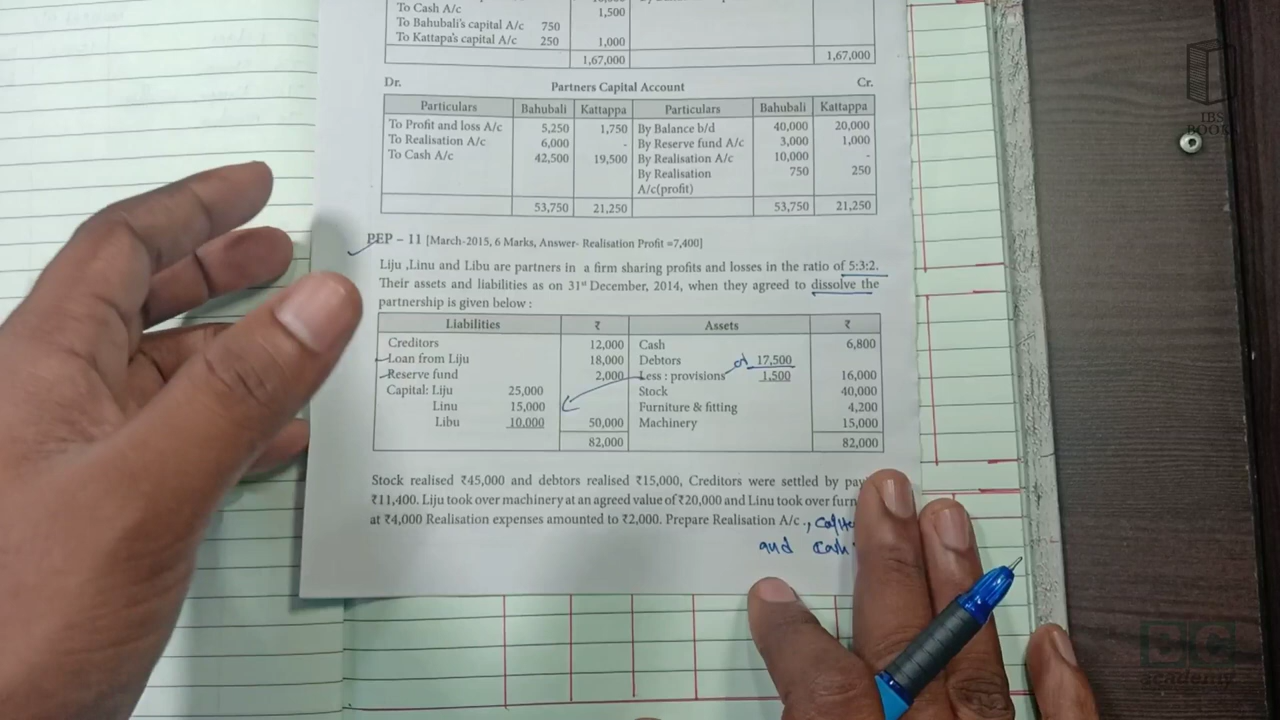 To Cash A/c 1,500
To Bahubali's capital A/c 750
To Kattapa's capital A/c 250 1,000
1,67,000 1,67,000
Dr. Partners Capital Account Cr.
Particulars Bahubali Kattappa Particulars Bahubali Kattappa
To Profit and loss A/c 5,250 1,750 By Balance b/d 40,000 20,000
To Realisation A/c 6,000 - By Reserve fund A/c 3,000 1,000
To Cash A/c 42,500 19,500 By Realisation A/c 10,000 -
By Realisation 750 250
A/c(profit)
53,750 21,250 53,750 21,250
PEP – 11 [March-2015, 6 Marks, Answer- Realisation Profit =7,400]
Liju ,Linu and Libu are partners in a firm sharing profits and losses in the ratio of 5:3:2.
Their assets and liabilities as on 31st December, 2014, when they agreed to dissolve the
partnership is given below :
Liabilities ₹ Assets ₹
Creditors 12,000 Cash 6,800
Loan from Liju 18,000 Debtors 17,500
Reserve fund 2,000 Less : provisions 1,500 16,000
Capital: Liju 25,000 Stock 40,000
Linu 15,000 Furniture & fitting 4,200
Libu 10,000 50,000 Machinery 15,000
82,000 82,000
Stock realised ₹45,000 and debtors realised ₹15,000, Creditors were settled by
₹11,400. Liju took over machinery at an agreed value of ₹20,000 and Linu took over
at ₹4,000 Realisation expenses amounted to ₹2,000. Prepare Realisation A/c .,
and Cash
IBS
BOOKS
DC
academy